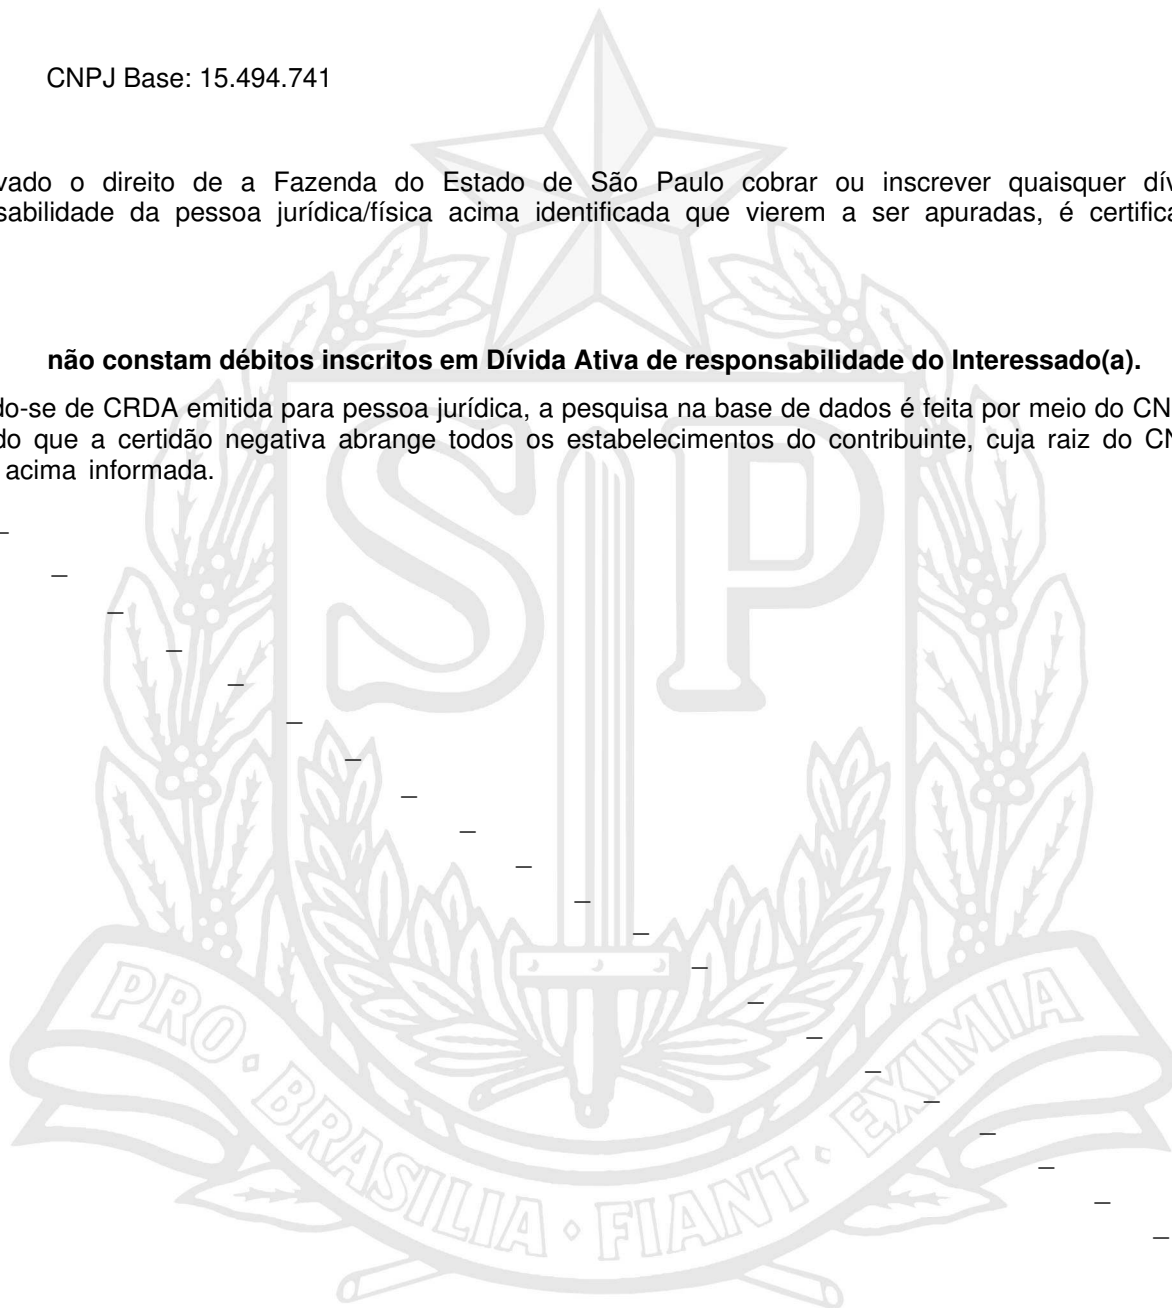 CNPJ Base: 15.494.741
vado o direito de a Fazenda do Estado de São Paulo cobrar ou inscrever quaisquer dív
sabilidade da pessoa jurídica/física acima identificada que vierem a ser apuradas, é certifica
não constam débitos inscritos em Dívida Ativa de responsabilidade do Interessado(a).
do-se de CRDA emitida para pessoa jurídica, a pesquisa na base de dados é feita por meio do CN
do que a certidão negativa abrange todos os estabelecimentos do contribuinte, cuja raiz do CN
acima informada.
SP
PRO • BRASILIA • FIANT • EXIMIA